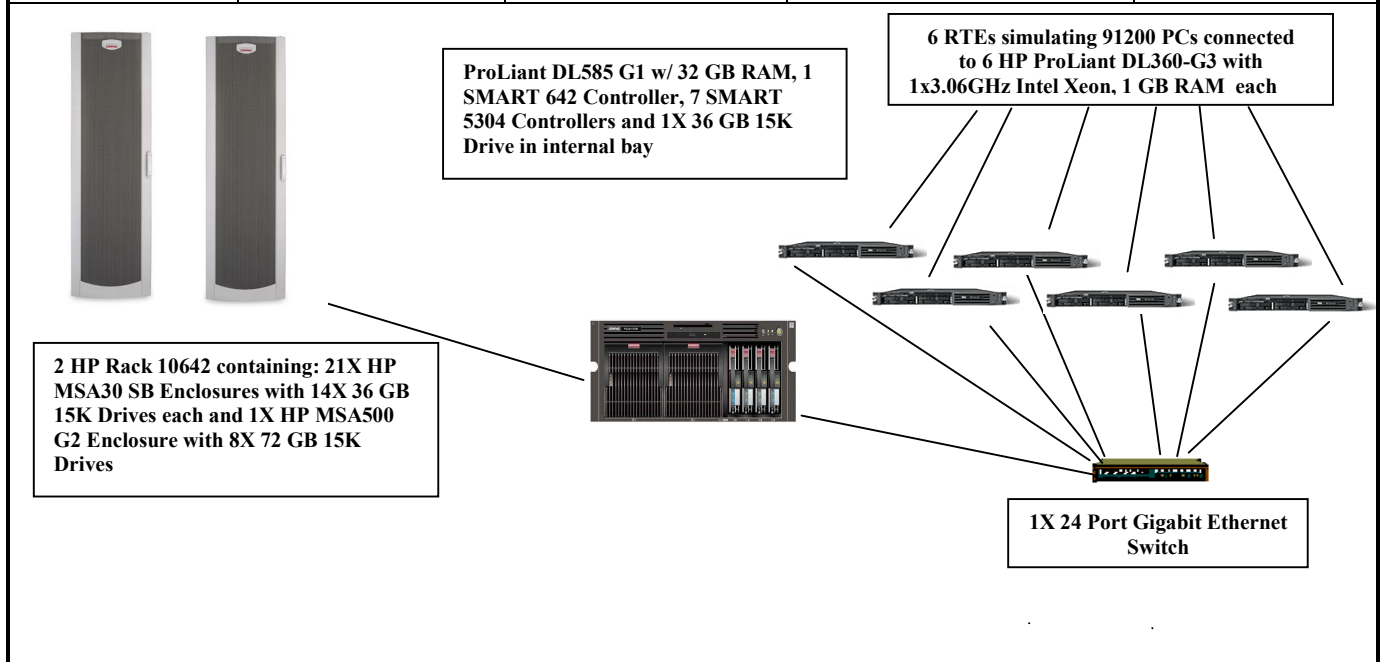 ProLiant DL585 G1 w/ 32 GB RAM, 1
SMART 642 Controller, 7 SMART
5304 Controllers and 1X 36 GB 15K
Drive in internal bay
6 RTEs simulating 91200 PCs connected
to 6 HP ProLiant DL360-G3 with
1x3.06GHz Intel Xeon, 1 GB RAM each
2 HP Rack 10642 containing: 21X HP
MSA30 SB Enclosures with 14X 36 GB
15K Drives each and 1X HP MSA500
G2 Enclosure with 8X 72 GB 15K
Drives
1X 24 Port Gigabit Ethernet
Switch